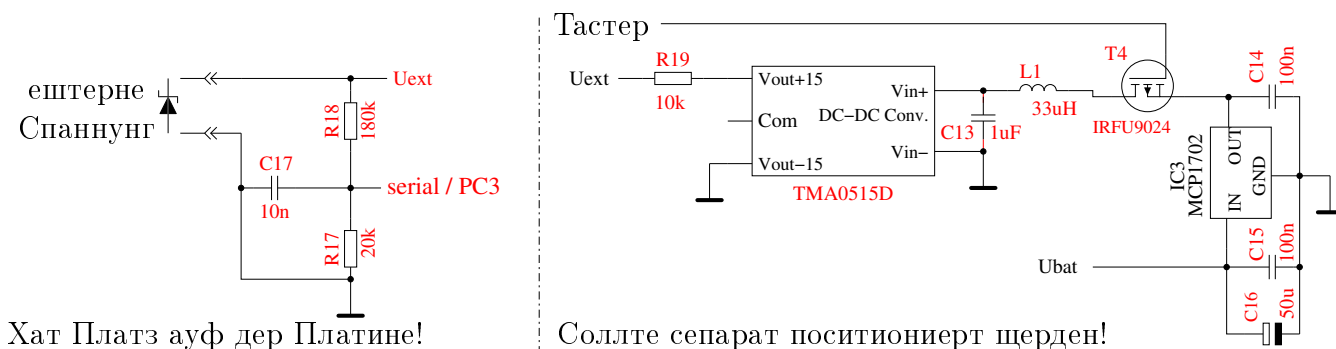 Тастер
ештерне
Спаннунг
Uext
R18
180k
C17
10n
serial / PC3
R17
20k
Хат Платз ауф дер Платине!
Uext
R19
10k
Vout+15
Com
Vout−15
Vin+
DC−DC Conv.
Vin−
TMA0515D
C13
1uF
L1
33uH
T4
IRFU9024
C14
100n
IC3
MCP1702
OUT
GND
IN
Ubat
C15
100n
C16
50u
Соллте сепарат поситиониерт щерден!